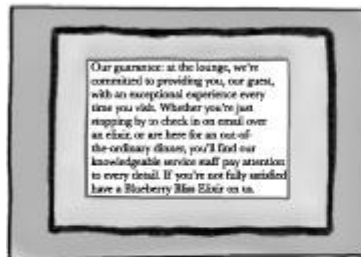 Our guarantee: at the lounge, we're
committed to providing you, our guest,
with an exceptional experience every
time you visit. Whether you're just
stopping by to check in on email over
an elixir, or are here for an out-of-
the-ordinary dinner, you'll find our
knowledgeable service staff pay attention
to every detail. If you're not fully satisfied
have a Blueberry Bliss Elixir on us.